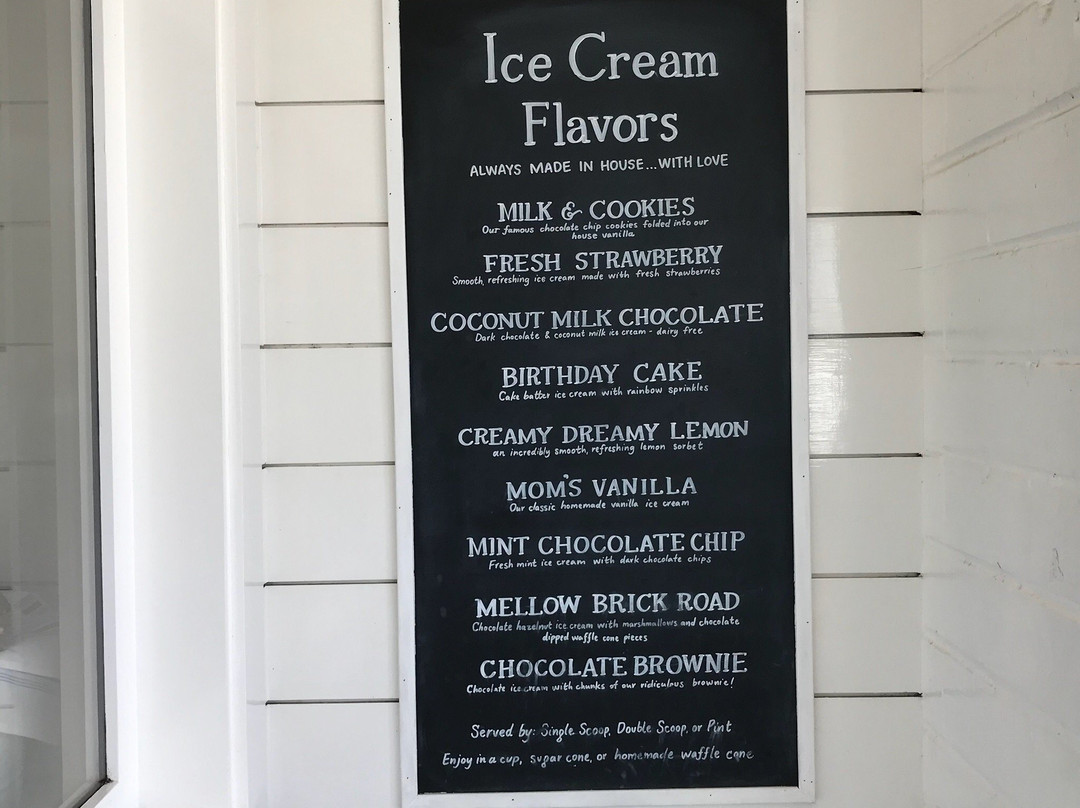 Ice Cream
Flavors
ALWAYS MADE IN HOUSE...WITH LOVE
MILK & COOKIES
Our famous chocolate chip cookies folded into our
house vanilla
FRESH STRAWBERRY
Smooth, refreshing ice cream made with fresh strawberries
COCONUT MILK CHOCOLATE
Dark chocolate & coconut milk ice cream - dairy free
BIRTHDAY CAKE
Cake batter ice cream with rainbow sprinkles
CREAMY DREAMY LEMON
an incredibly smooth, refreshing lemon sorbet
MOM'S VANILLA
Our classic homemade vanilla ice cream
MINT CHOCOLATE CHIP
Fresh mint ice cream with dark chocolate chips
MELLOW BRICK ROAD
Chocolate hazelnut ice cream with marshmallows and chocolate
dipped waffle cone pieces
CHOCOLATE BROWNIE
Chocolate ice cream with chunks of our ridiculous brownie!
Served by: Single Scoop, Double Scoop, or Pint
Enjoy in a cup, sugar cone, or homemade waffle cone